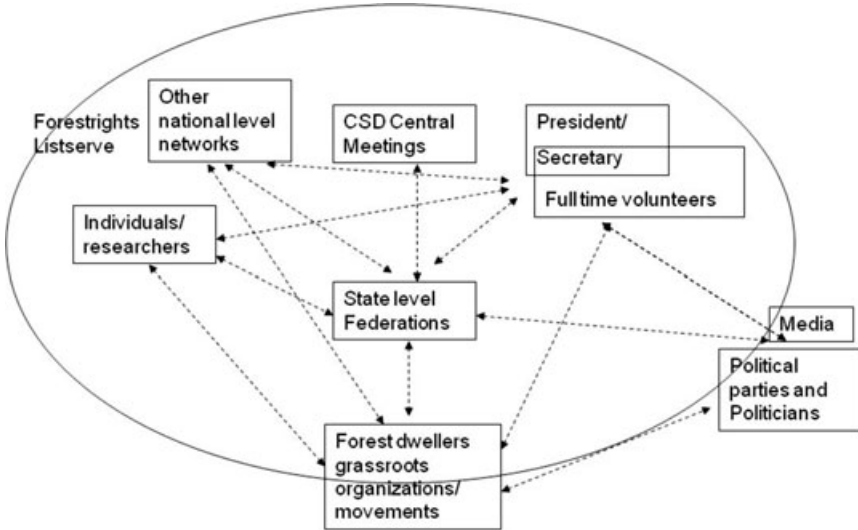 Forestrights
Listserve
Other
national level
networks
CSD Central
Meetings
President/
Secretary
Full time volunteers
Individuals/
researchers
State level
Federations
Media
Political
parties and
Politicians
Forest dwellers
grassroots
organizations/
movements